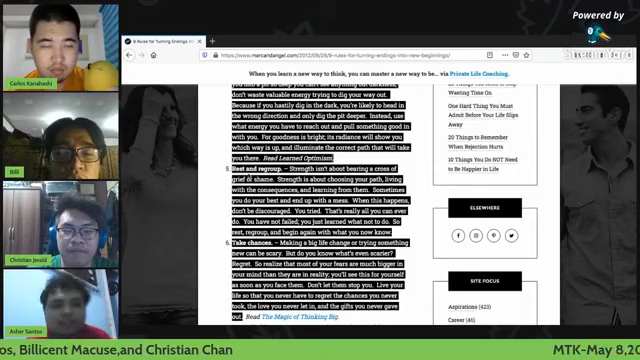 Powered by
9 Rules for Turning Endings into New
https://www.marcandangel.com/2012/08/28/9-rules-for-turning-endings-into-new-beginnings/
When you learn a new way to think, you can master a new way to be... via Private Life Coaching.
don't waste valuable energy trying to dig your way out.
Because if you hastily dig in the dark, you're likely to head in
the wrong direction and only dig the pit deeper. Instead, use
what energy you have to reach out and pull something good in
with you. For goodness is bright; its radiance will show you
which way is up, and illuminate the correct path that will take
you there. Read Learned Optimism.
5. Rest and regroup. – Strength isn't about bearing a cross of
grief or shame. Strength is about choosing your path, living
with the consequences, and learning from them. Sometimes
you do your best and end up with a mess. When this happens,
don't be discouraged. You tried. That's really all you can ever
do. You have not failed; you just learned what not to do. So
rest, regroup, and begin again with what you now know.
6. Take chances. – Making a big life change or trying something
new can be scary. But do you know what's even scarier?
Regret. So realize that most of your fears are much bigger in
your mind than they are in reality; you'll see this for yourself
as soon as you face them. Don't let them stop you. Live your
life so that you never have to regret the chances you never
took, the love you never let in, and the gifts you never gave
out. Read The Magic of Thinking Big.
Wasting Time On
One Hard Thing You Must
Admit Before Your Life Slips
Away
20 Things to Remember
When Rejection Hurts
10 Things You Do NOT Need
to Be Happier in Life
ELSEWHERE
SITE FOCUS
Aspirations (423)
Career (45)
Carlos Kanahashi
Billi
Christian Jerald
Asher Santos
os, Billicent Macuse,and Christian Chan
MTK-May 8,20